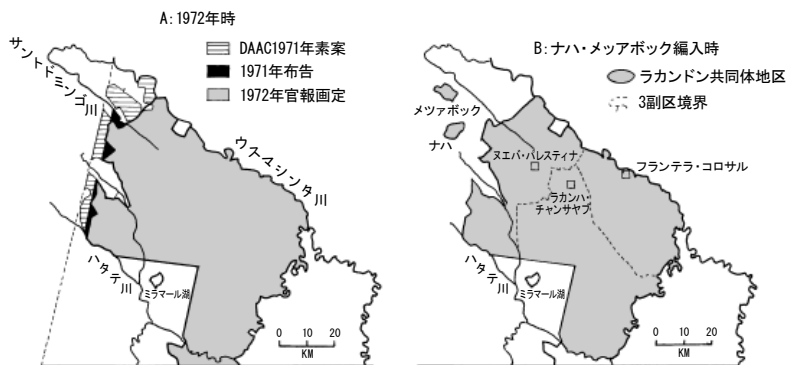 A: 1972年時
サントドミンゴ川
DAAC1971年素案
1971年布告
1972年官報画定
ウスマシンタ川
ハタテ川
ミラマール湖
0 10 20
KM
B: ナハ・メッアボック編入時
ラカンドン共同体地区
3副区境界
メツァボック
ナハ
ヌエバ・パレスティナ
フランテラ・コロサル
ラカンハ・
チャンサヤブ
ハタテ川
ミラマール湖
0 10 20
KM